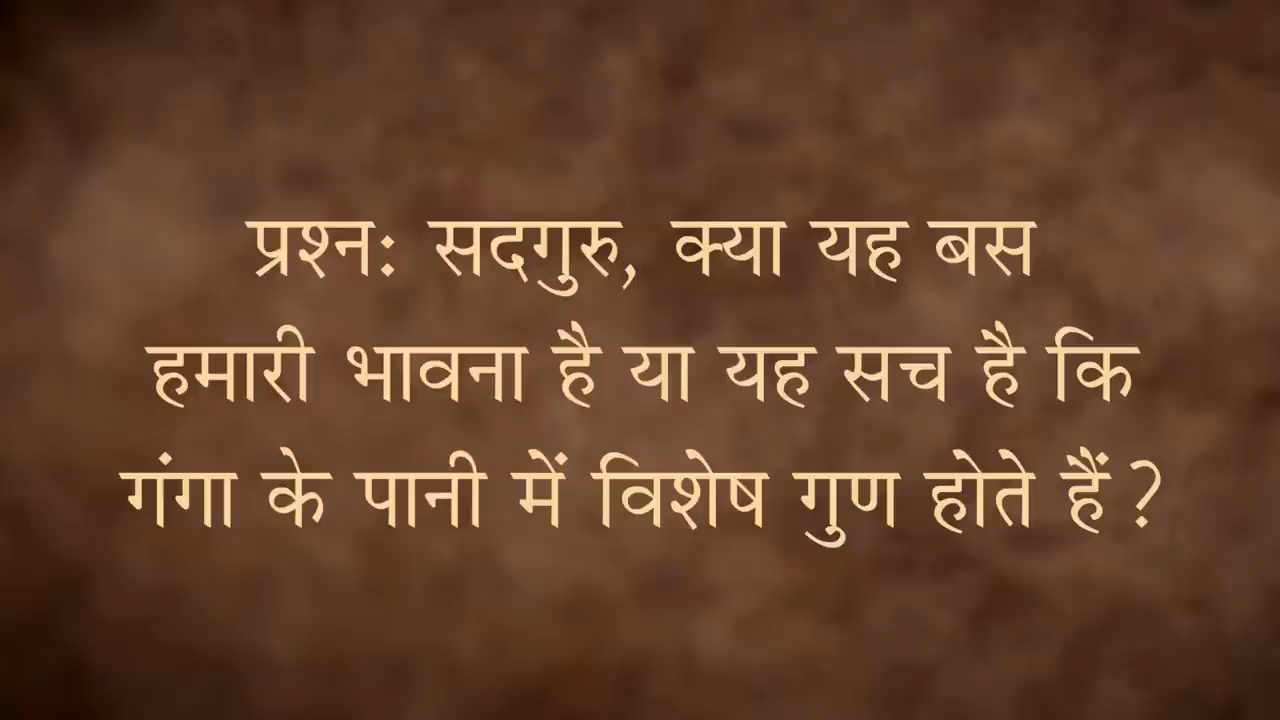 प्रश्न: सदगुरु, क्या यह बस
हमारी भावना है या यह सच है कि
गंगा के पानी में विशेष गुण होते हैं?